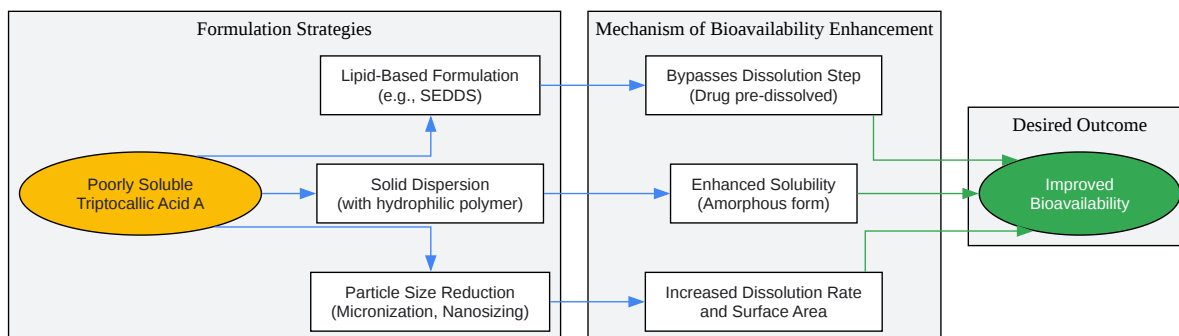 Formulation Strategies
Mechanism of Bioavailability Enhancement
Desired Outcome
Poorly Soluble
Triptocallic Acid A
Lipid-Based Formulation
(e.g., SEDDS)
Solid Dispersion
(with hydrophilic polymer)
Particle Size Reduction
(Micronization, Nanosizing)
Bypasses Dissolution Step
(Drug pre-dissolved)
Enhanced Solubility
(Amorphous form)
Increased Dissolution Rate
and Surface Area
Improved
Bioavailability